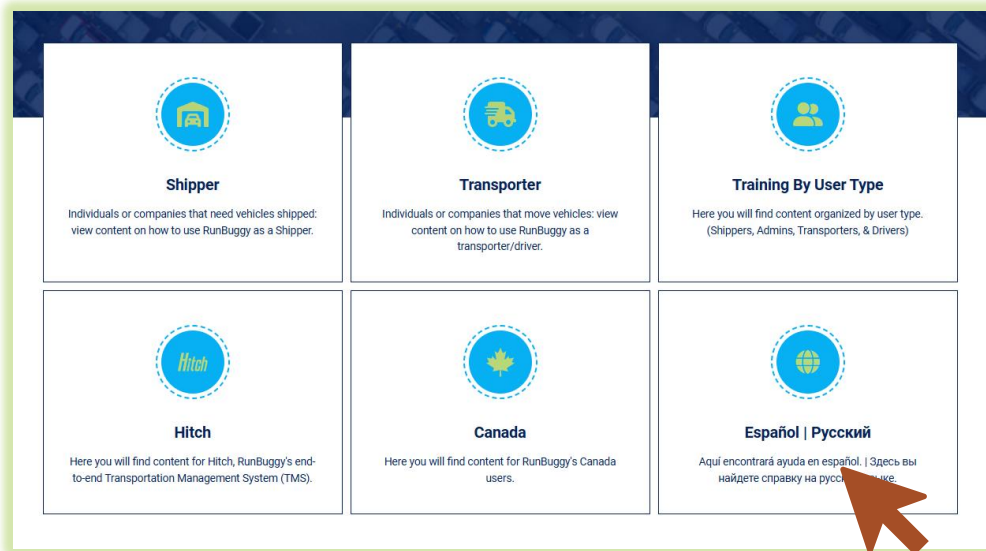 Shipper
Individuals or companies that need vehicles shipped:
view content on how to use RunBuggy as a Shipper.
Transporter
Individuals or companies that move vehicles: view
content on how to use RunBuggy as a
transporter/driver.
Training By User Type
Here you will find content organized by user type.
(Shippers, Admins, Transporters, & Drivers)
Hitch
Hitch
Here you will find content for Hitch, RunBuggy's end-
to-end Transportation Management System (TMS).
Canada
Here you will find content for RunBuggy's Canada
users.
Español | Русский
Aquí encontrará ayuda en español. | Здесь вы
найдете справку на